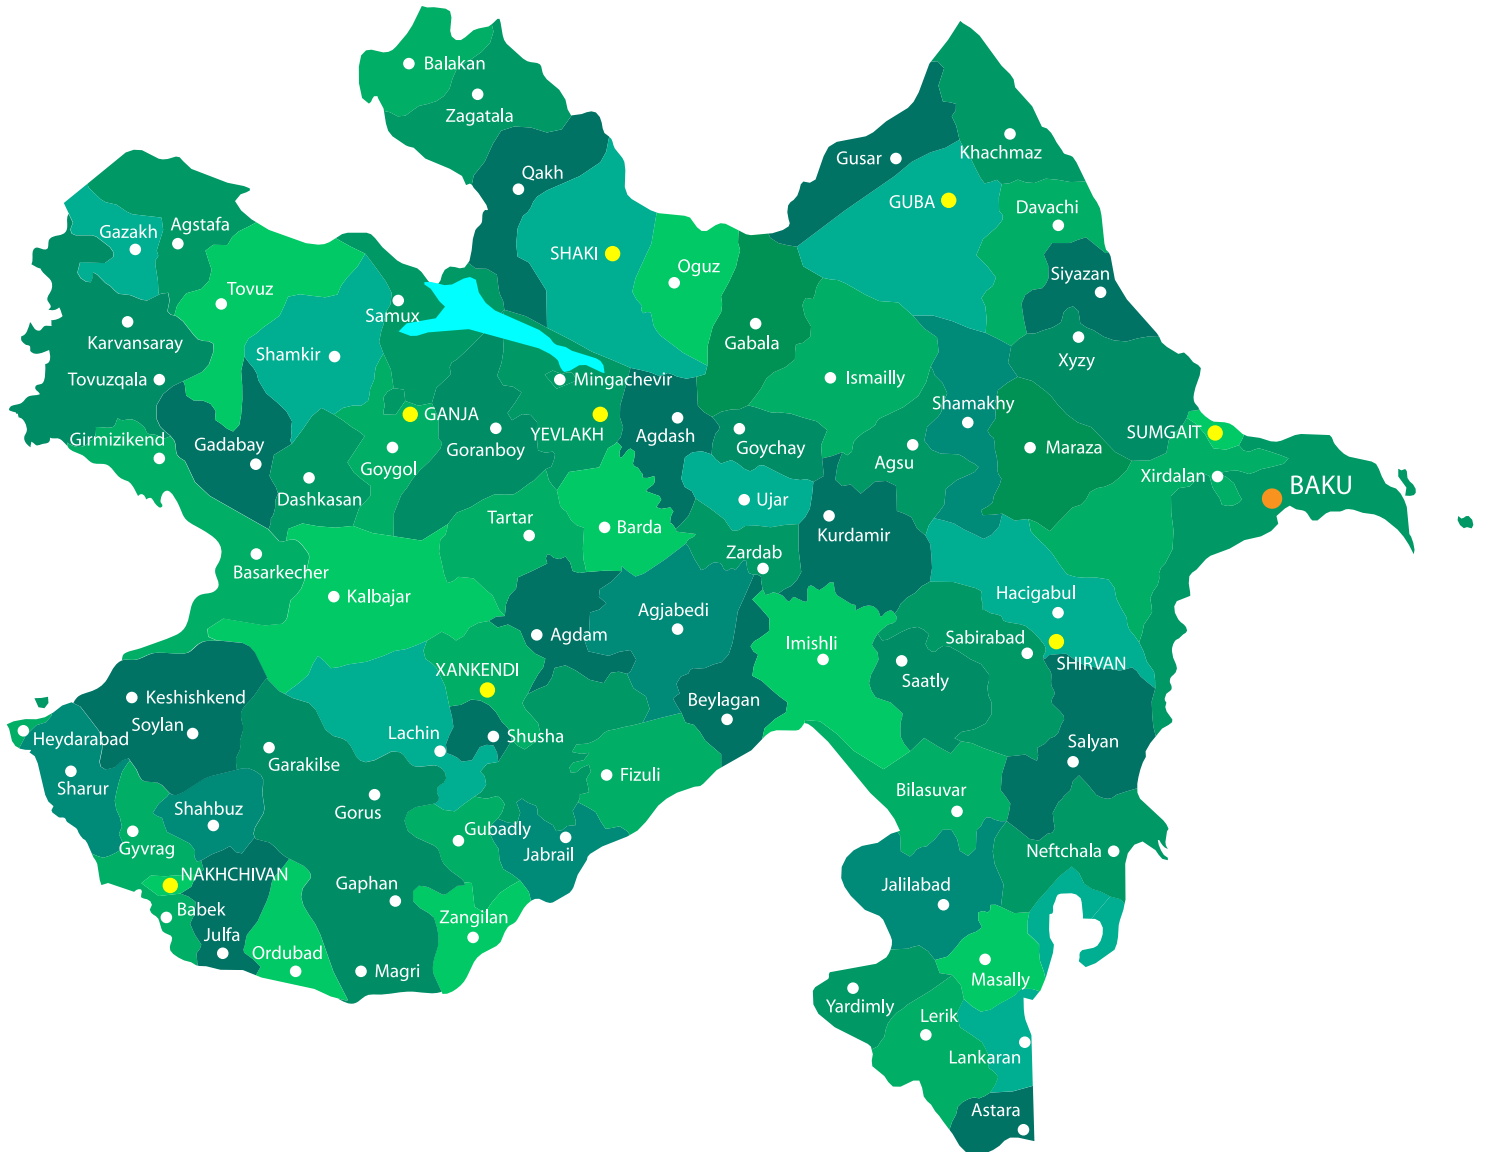 Balakan
Zagatala
Qakh
Gusar
Khachmaz
GUBA
Davachi
Agstafa
Gazakh
SHAKI
Oguz
Siyazan
Tovuz
Samux
Karvansaray
Gabala
Xyzy
Shamkir
Tovuzqala
Mingachevir
Ismailly
Shamakhy
GANJA
YEVLAKH
Agdash
Goychay
SUMGAIT
Girmizikend
Gadabay
Goygol
Goranboy
Maraza
Agsu
Xirdalan
BAKU
Dashkasan
Ujar
Tartar
Barda
Kurdamir
Zardab
Basarkecher
Kalbajar
Hacigabul
Agjabedi
Agdam
Imishli
Sabirabad
SHIRVAN
XANKENDI
Saatly
Keshishkend
Beylagan
Soylan
Lachin
Shusha
Heydarabad
Salyan
Garakilse
Fizuli
Sharur
Bilasuvar
Shahbuz
Gorus
Gubadly
Gyvrag
Jabrail
Neftchala
NAKHCHIVAN
Gaphan
Jalilabad
Babek
Zangilan
Julfa
Ordubad
Magri
Masally
Yardimly
Lerik
Lankaran
Astara